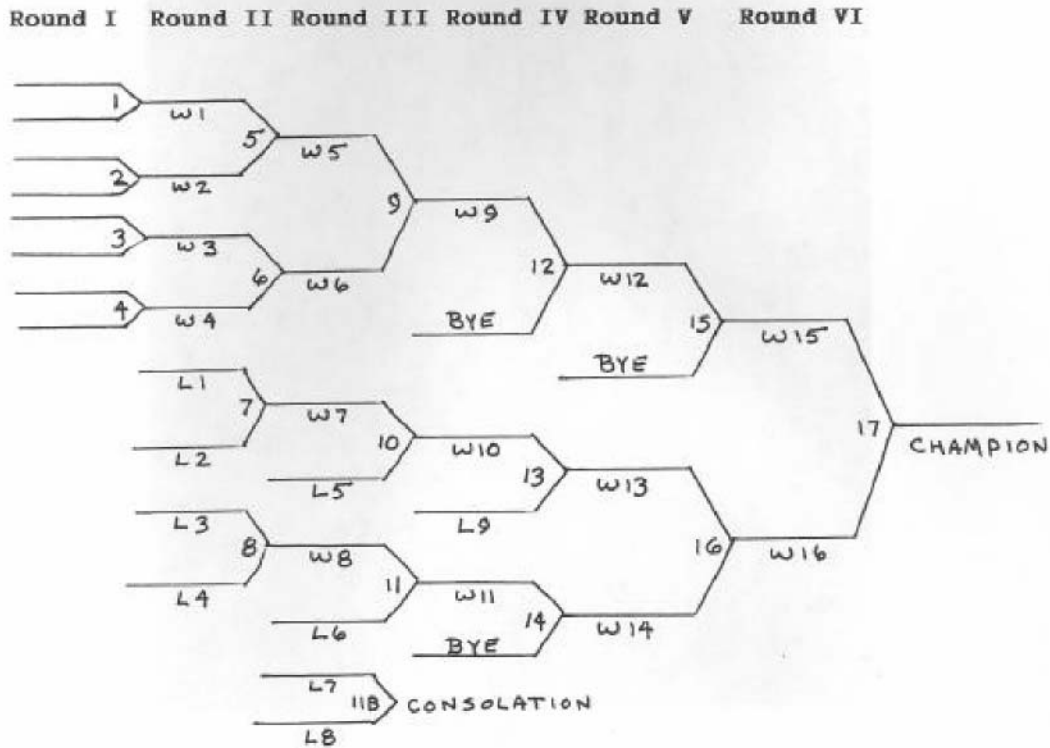 Round I Round II Round III Round IV Round V Round VI
1 W1
5 W5
2 W2
9 W9
3 W3
6 W6
12 W12
4 W4
BYE
15 W15
BYE
L1
7 W7
17 CHAMPION
10 W10
L2
L5
13 W13
L3
L9
16 W16
8 W8
11 W11
L4
14 W14
L6
BYE
L7
11B CONSOLATION
L8